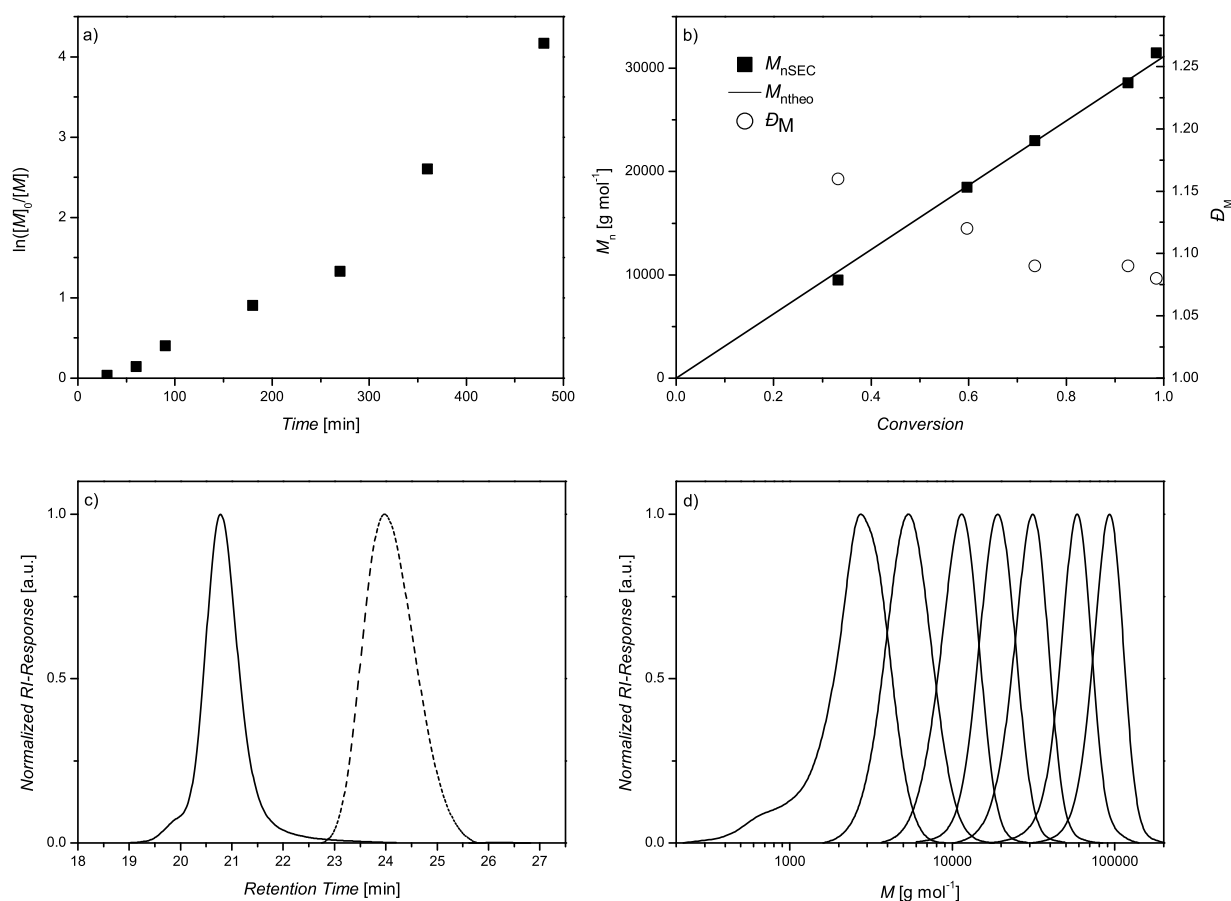 a)
4
3
2
1
0
ln([M]0/[M])
0 100 200 300 400 500
Time [min]
b)
MnSEC
Mntheo
ĐM
30000
20000
10000
0
Mn [g mol-1]
1.25
1.20
1.15
1.10
1.05
1.00
ĐM
0.0 0.2 0.4 0.6 0.8 1.0
Conversion
c)
1.0
0.5
0.0
Normalized RI-Response [a.u.]
18 19 20 21 22 23 24 25 26 27
Retention Time [min]
d)
1.0
0.5
0.0
Normalized RI-Response [a.u.]
1000 10000 100000
M [g mol-1]